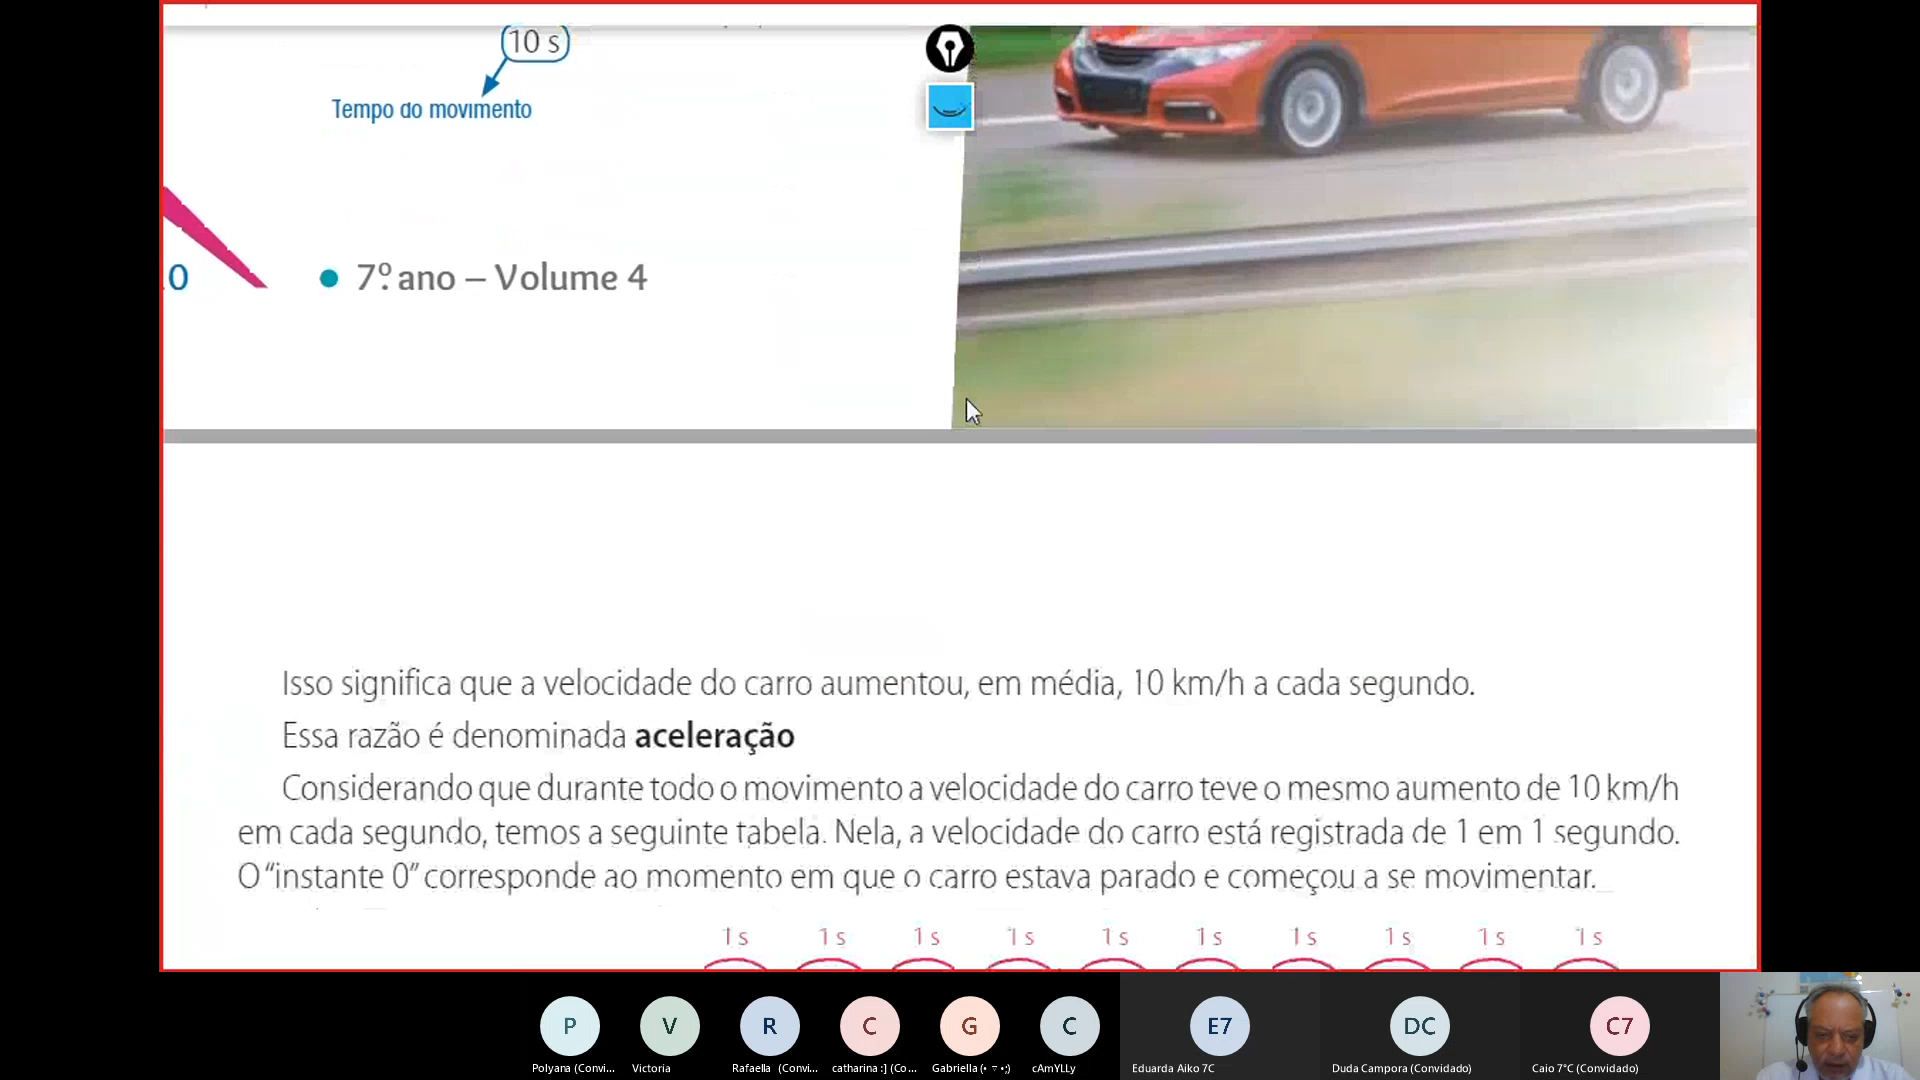 10 s
Tempo do movimento
0
7º. ano – Volume 4
Isso significa que a velocidade do carro aumentou, em média, 10 km/h a cada segundo.
Essa razão é denominada aceleração
Considerando que durante todo o movimento a velocidade do carro teve o mesmo aumento de 10 km/h
em cada segundo, temos a seguinte tabela. Nela, a velocidade do carro está registrada de 1 em 1 segundo.
O “instante 0” corresponde ao momento em que o carro estava parado e começou a se movimentar.
1 s 1 s 1 s 1 s 1 s 1 s 1 s 1 s 1 s 1 s
P V R C G C E7 DC C7
Polyana (Convi... Victoria Rafaella (Convi... catharina :] (Co... Gabriella (• ▿ •;) cAmYLLy Eduarda Aiko 7C Duda Campora (Convidado) Caio 7°C (Convidado)